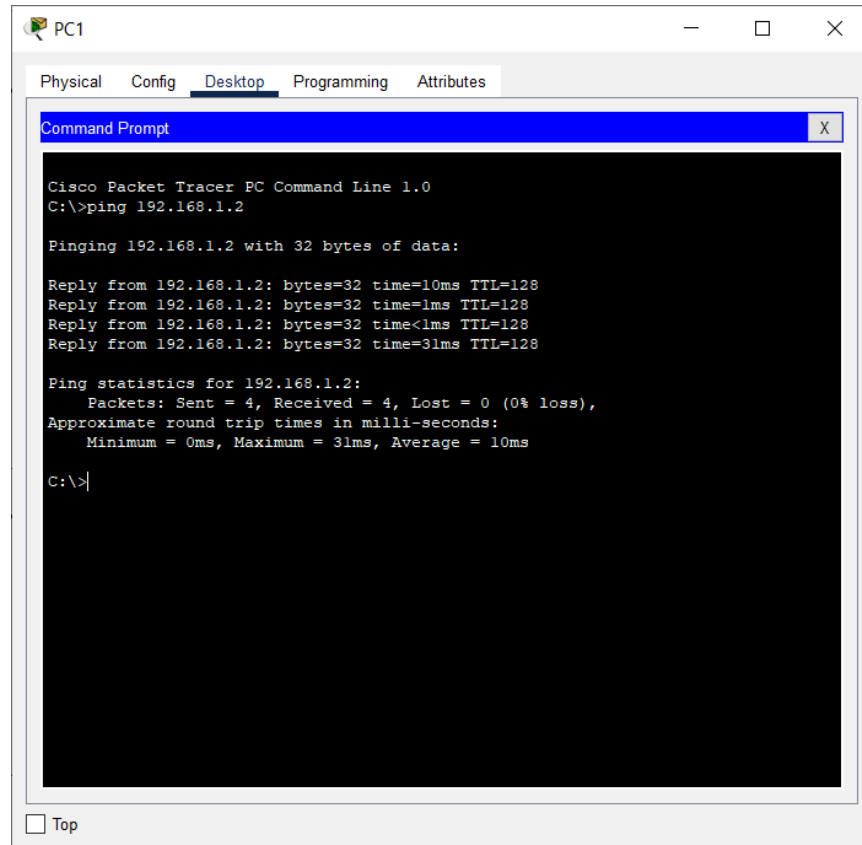 PC1
Physical Config Desktop Programming Attributes
Command Prompt X
Cisco Packet Tracer PC Command Line 1.0
C:\>ping 192.168.1.2
Pinging 192.168.1.2 with 32 bytes of data:
Reply from 192.168.1.2: bytes=32 time=10ms TTL=128
Reply from 192.168.1.2: bytes=32 time=1ms TTL=128
Reply from 192.168.1.2: bytes=32 time<1ms TTL=128
Reply from 192.168.1.2: bytes=32 time=31ms TTL=128
Ping statistics for 192.168.1.2:
Packets: Sent = 4, Received = 4, Lost = 0 (0% loss),
Approximate round trip times in milli-seconds:
Minimum = 0ms, Maximum = 31ms, Average = 10ms
C:\>
Top